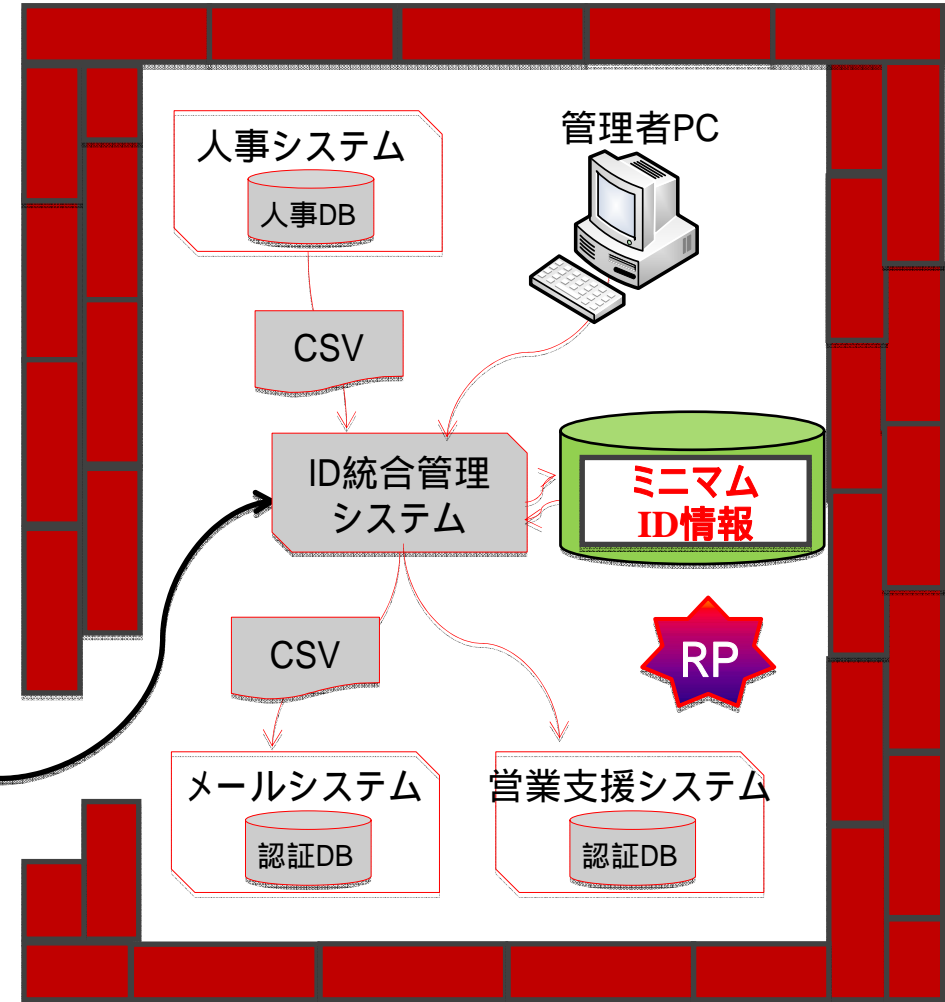 人事システム
人事DB
管理者PC
CSV
ID統合管理
システム
ミニマム
ID情報
CSV
RP
メールシステム
認証DB
営業支援システム
認証DB